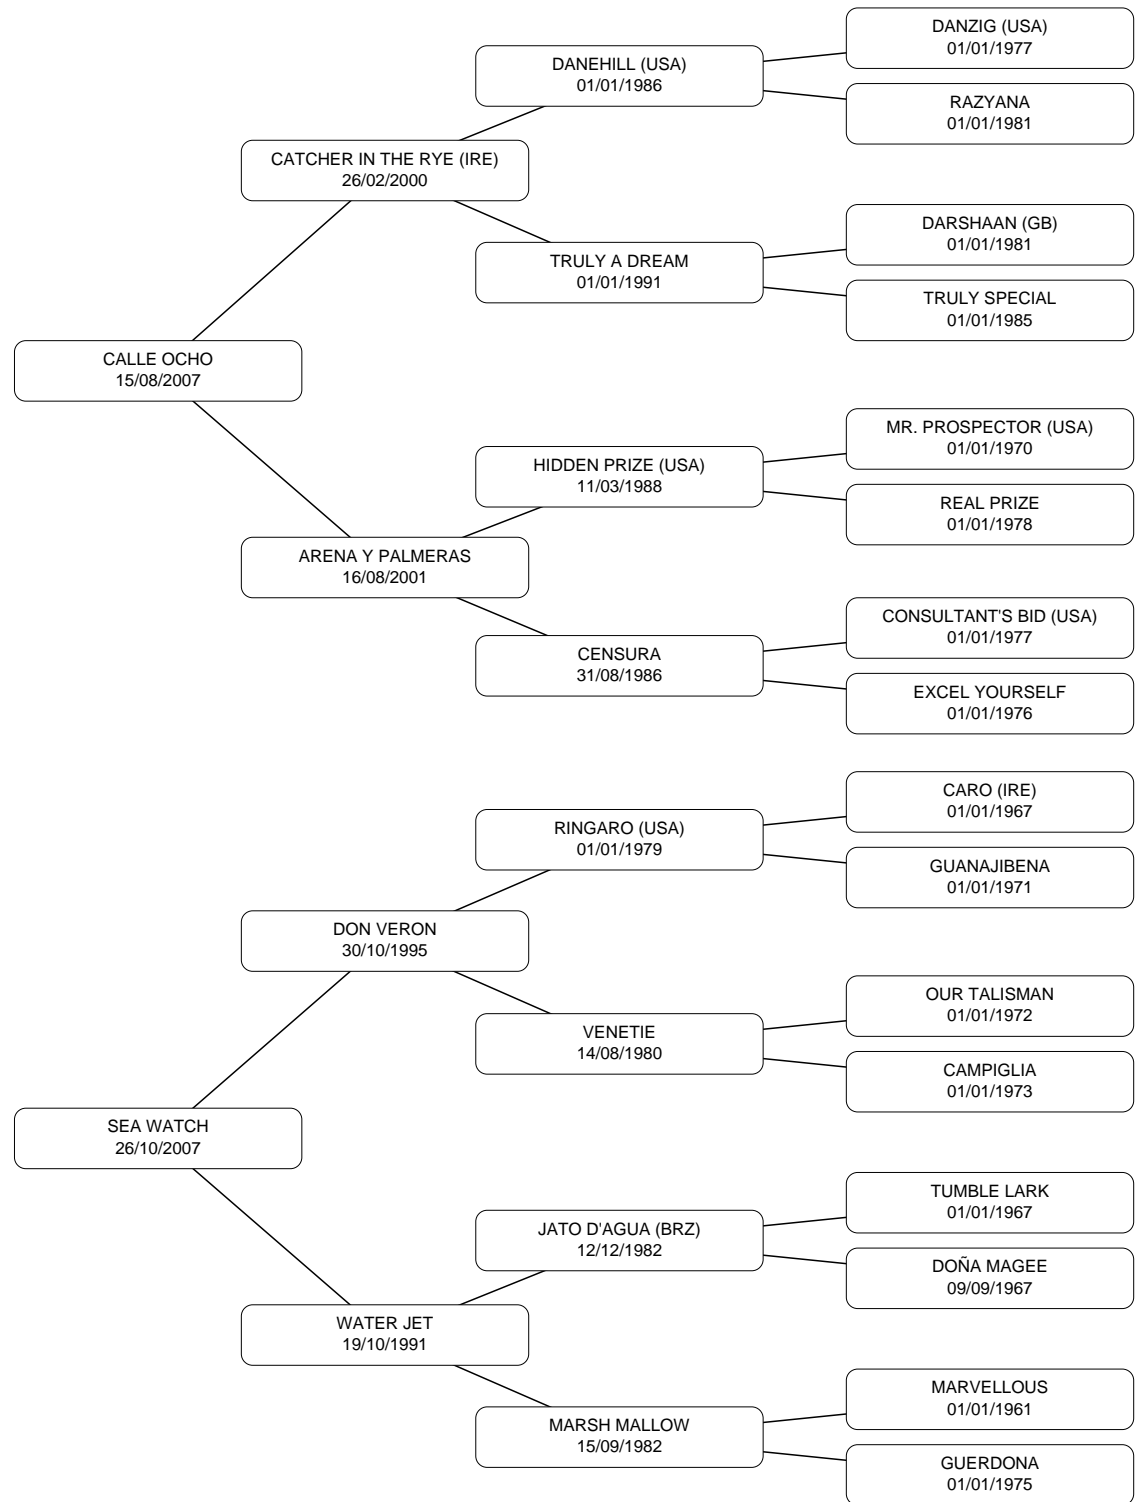 DANZIG (USA)
01/01/1977
DANEHILL (USA)
01/01/1986
RAZYANA
01/01/1981
CATCHER IN THE RYE (IRE)
26/02/2000
DARSHAAN (GB)
01/01/1981
TRULY A DREAM
01/01/1991
TRULY SPECIAL
01/01/1985
CALLE OCHO
15/08/2007
MR. PROSPECTOR (USA)
01/01/1970
HIDDEN PRIZE (USA)
11/03/1988
REAL PRIZE
01/01/1978
ARENA Y PALMERAS
16/08/2001
CONSULTANT'S BID (USA)
01/01/1977
CENSURA
31/08/1986
EXCEL YOURSELF
01/01/1976
CARO (IRE)
01/01/1967
RINGARO (USA)
01/01/1979
GUANAJIBENA
01/01/1971
DON VERON
30/10/1995
OUR TALISMAN
01/01/1972
VENETIE
14/08/1980
CAMPIGLIA
01/01/1973
SEA WATCH
26/10/2007
TUMBLE LARK
01/01/1967
JATO D'AGUA (BRZ)
12/12/1982
DOÑA MAGEE
09/09/1967
WATER JET
19/10/1991
MARVELLOUS
01/01/1961
MARSH MALLOW
15/09/1982
GUERDONA
01/01/1975